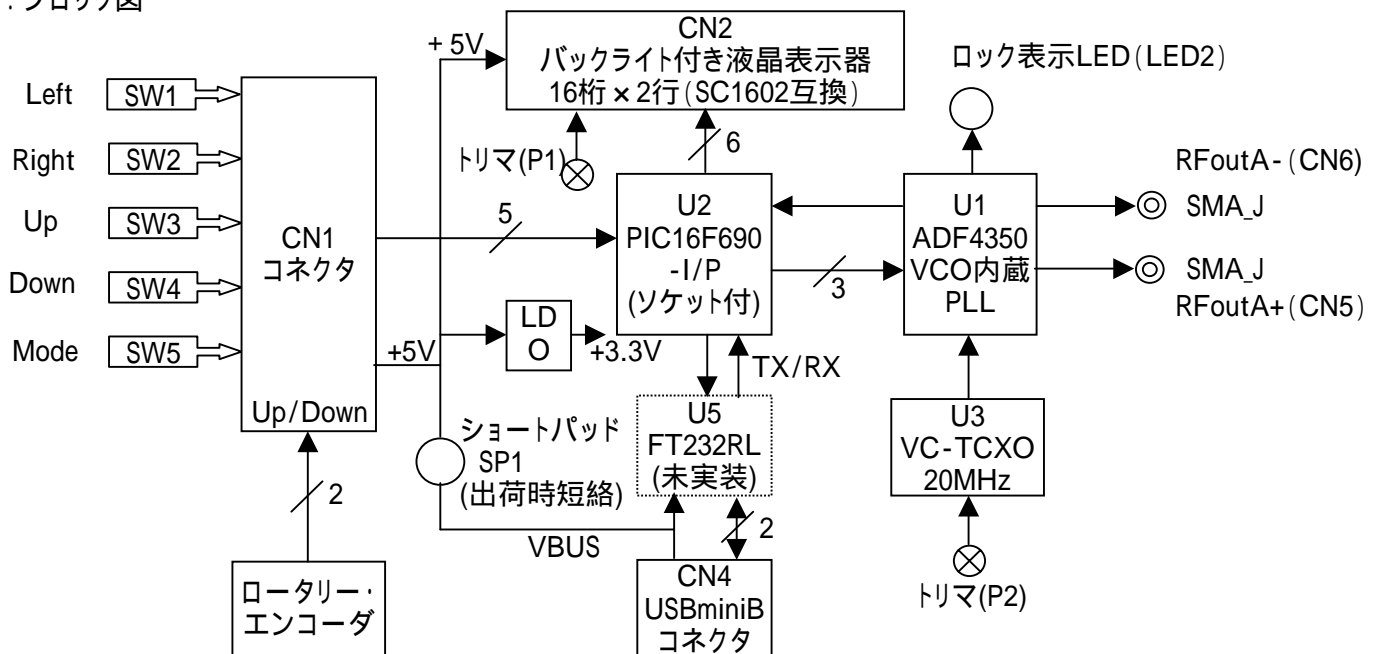 . ブロック図
CN2
バックライト付き液晶表示器
16桁×2行(SC1602互換)
+5V
ロック表示LED(LED2)
Left
SW1
Right
SW2
Up
SW3
Down
SW4
Mode
SW5
CN1
コネクタ
Up/Down
+5V
トリマ(P1)
6
5
U2
PIC16F690
-I/P
(ソケット付)
3
U1
ADF4350
VCO内蔵
PLL
RFoutA-(CN6)
SMA_J
SMA_J
RFoutA+(CN5)
LD
O
+3.3V
TX/RX
ショートパッド
SP1
(出荷時短絡)
U5
FT232RL
(未実装)
U3
VC-TCXO
20MHz
2
2
VBUS
ロータリー・
エンコーダ
CN4
USBminiB
コネクタ
トリマ(P2)